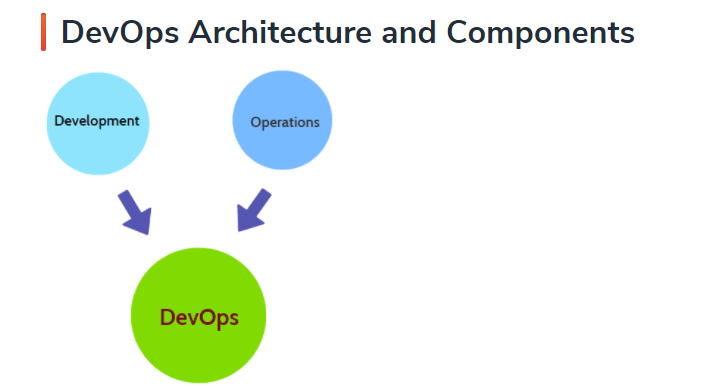 DevOps Architecture and Components
Development
Operations
DevOps